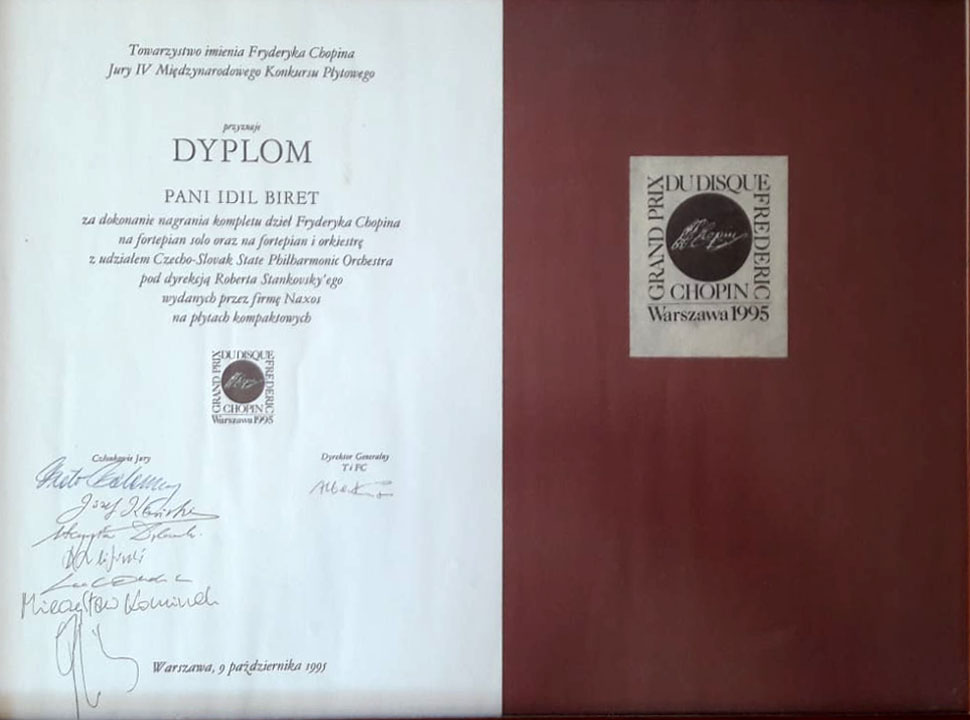 Towarzystwo imienia Fryderyka Chopina
Jury IV Międzynarodowego Konkursu Płytowego
przyznaje
DYPLOM
PANI IDIL BIRET
za dokonanie nagrania kompletu dzieł Fryderyka Chopina
na fortepian solo oraz na fortepian i orkiestrę
z udziałem Czecho-Slovak State Philharmonic Orchestra
pod dyrekcją Roberta Stankovsky'ego
wydanych przez firmę Naxos
na płytach kompaktowych
GRAND PRIX
DU DISQUE
FREDERIC
CHOPIN
Warszawa 1995
Członkowie Jury
Dyrektor Generalny
TiFC
Józef
Mieczysław Kominek
Warszawa, 9 października 1995
GRAND PRIX
DU DISQUE
FREDERIC
Chopin
CHOPIN
Warszawa 1995